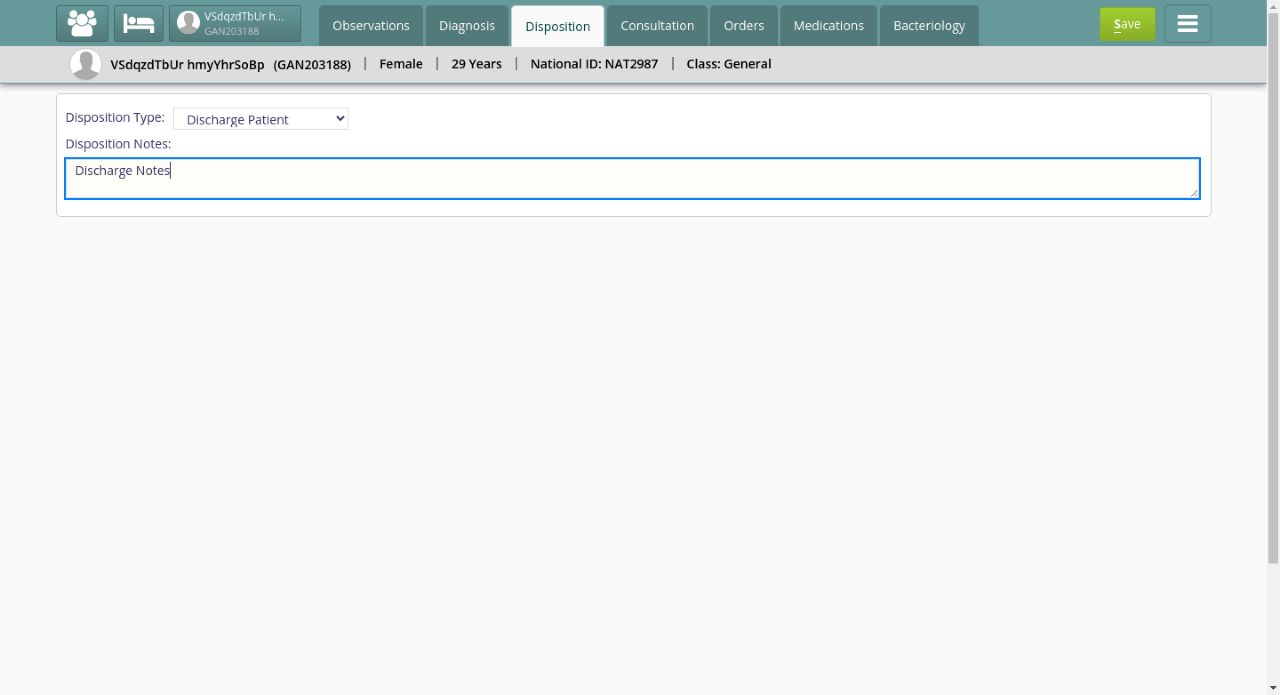 VSdqzdTbUr h...
GAN203188
Observations
Diagnosis
Disposition
Consultation
Orders
Medications
Bacteriology
Save
VSdqzdTbUr hmyYhrSoBp (GAN203188) | Female | 29 Years | National ID: NAT2987 | Class: General
Disposition Type: Discharge Patient
Disposition Notes:
Discharge Notes